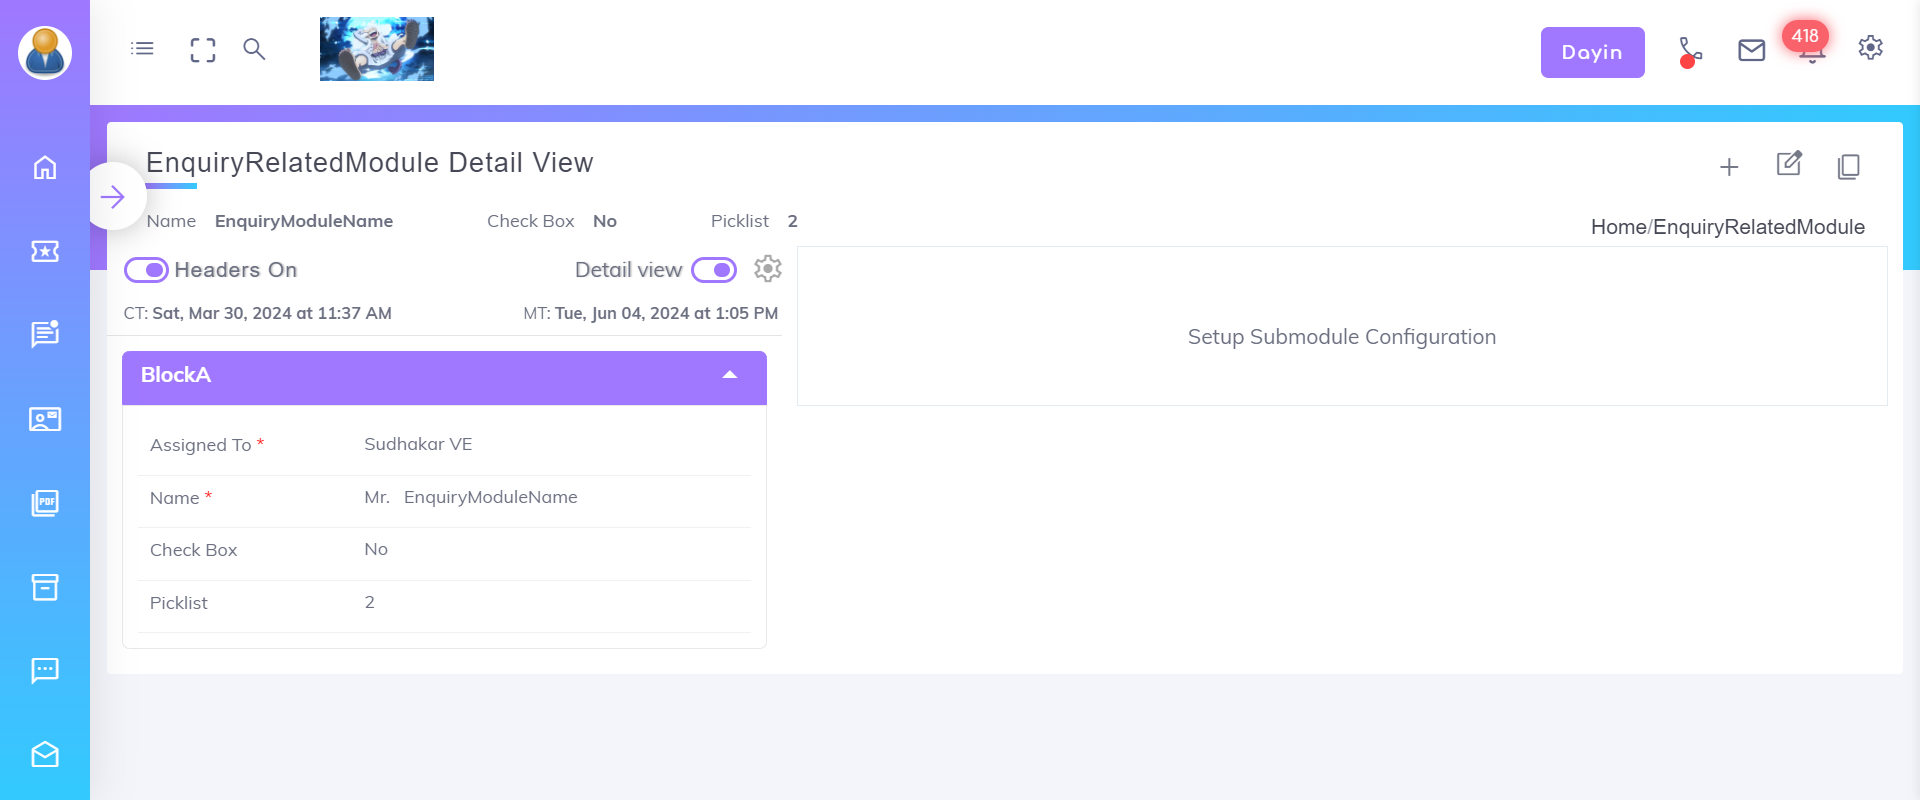 Dayin
418
EnquiryRelatedModule Detail View
Name EnquiryModuleName Check Box No Picklist 2
Home/EnquiryRelatedModule
Headers On Detail view
CT: Sat, Mar 30, 2024 at 11:37 AM MT: Tue, Jun 04, 2024 at 1:05 PM
Setup Submodule Configuration
BlockA
Assigned To * Sudhakar VE
Name * Mr. EnquiryModuleName
Check Box No
Picklist 2
PDF